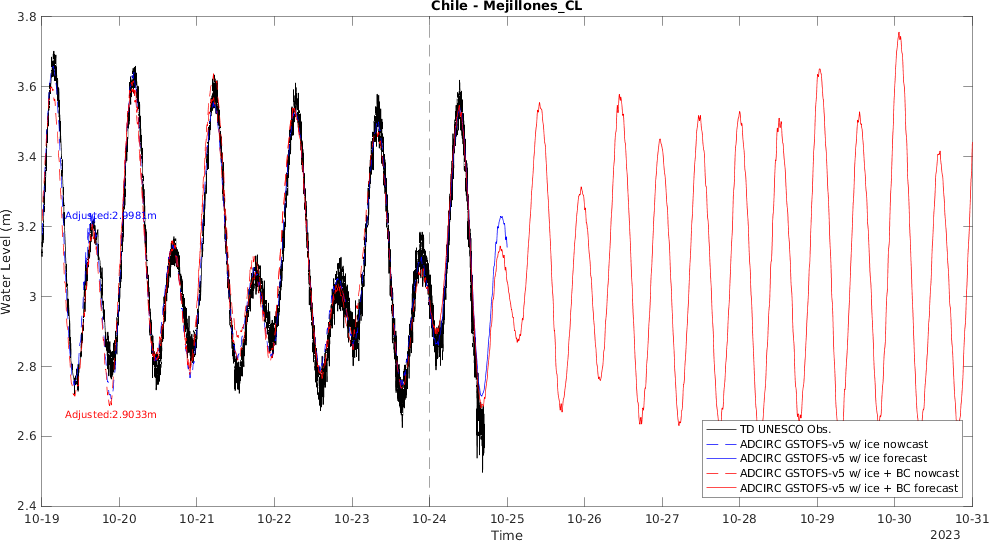 Chile - Mejillones_CL
3.8
3.6
3.4
3.2
3
2.8
2.6
2.4
Water Level (m)
Adjusted:2.9981m
Adjusted:2.9033m
TD UNESCO Obs.
ADCIRC GSTOFS-v5 w/ ice nowcast
ADCIRC GSTOFS-v5 w/ ice forecast
ADCIRC GSTOFS-v5 w/ ice + BC nowcast
ADCIRC GSTOFS-v5 w/ ice + BC forecast
10-19 10-20 10-21 10-22 10-23 10-24 10-25 10-26 10-27 10-28 10-29 10-30 10-31
Time
2023